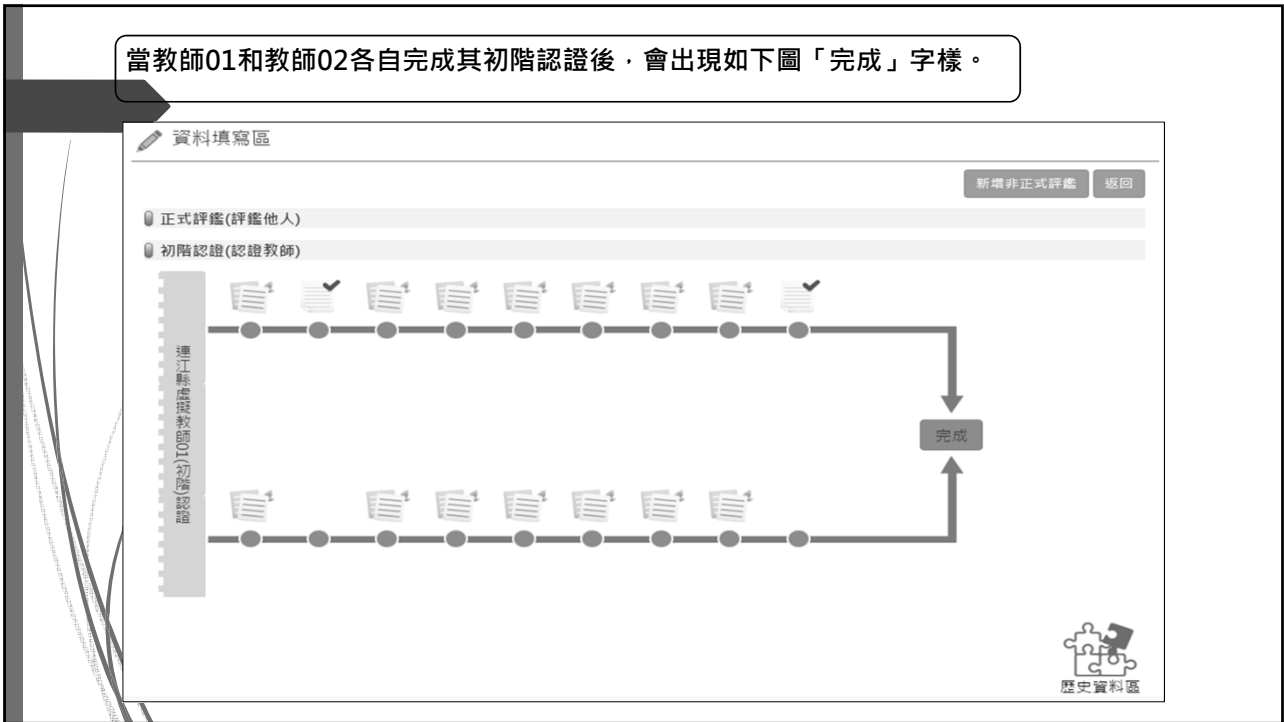 當教師01和教師02各自完成其初階認證後，會出現如下圖「完成」字樣。
資料填寫區
新增非正式評鑑
返回
正式評鑑(評鑑他人)
初階認證(認證教師)
連江縣虛擬教師01(初階)認證
完成
歷史資料區